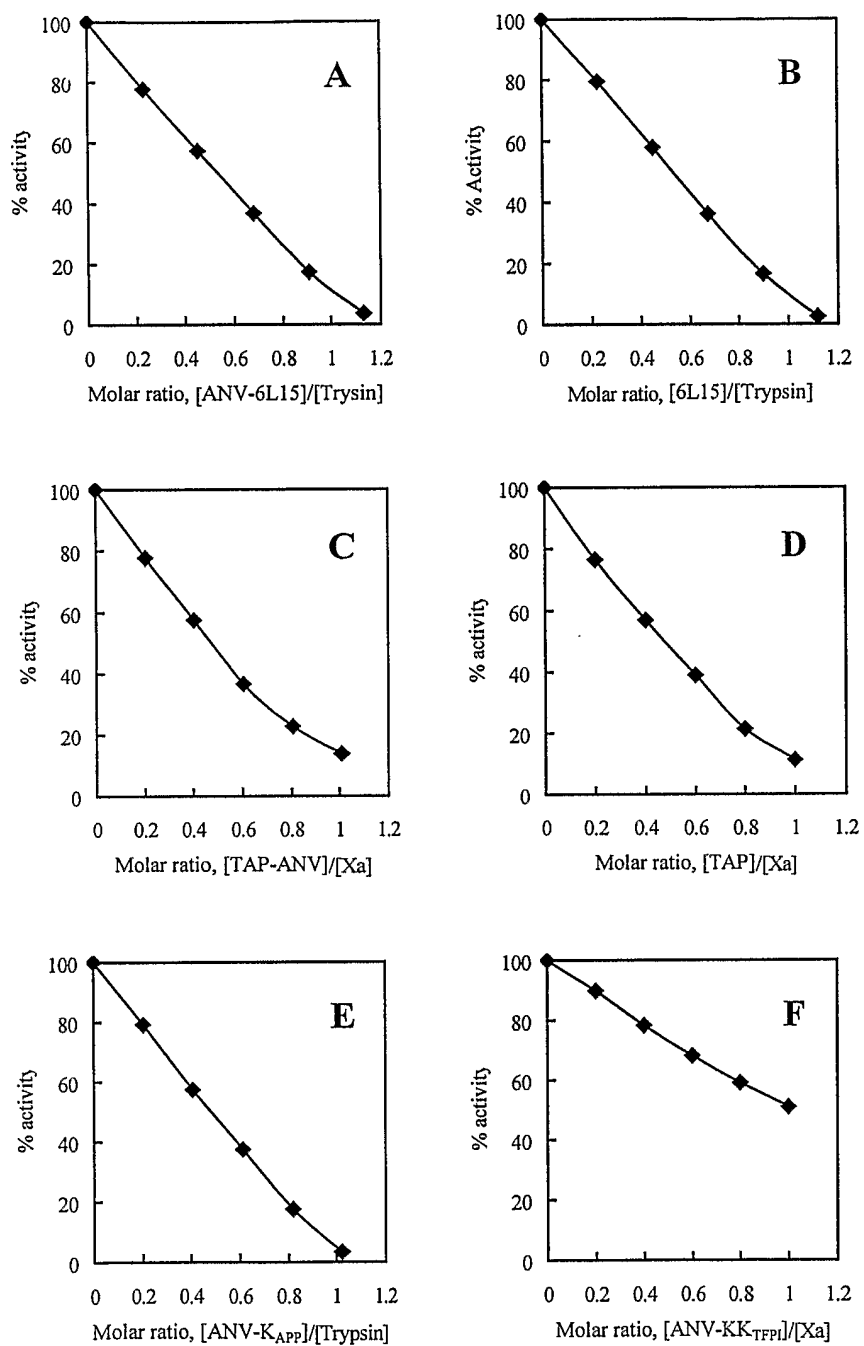 A
% activity
100
80
60
40
20
0
0 0.2 0.4 0.6 0.8 1 1.2
Molar ratio, [ANV-6L15]/[Trysin]
B
% Activity
100
80
60
40
20
0
0 0.2 0.4 0.6 0.8 1 1.2
Molar ratio, [6L15]/[Trypsin]
C
% activity
100
80
60
40
20
0
0 0.2 0.4 0.6 0.8 1 1.2
Molar ratio, [TAP-ANV]/[Xa]
D
% activity
100
80
60
40
20
0
0 0.2 0.4 0.6 0.8 1 1.2
Molar ratio, [TAP]/[Xa]
E
% activity
100
80
60
40
20
0
0 0.2 0.4 0.6 0.8 1 1.2
Molar ratio, [ANV-KAPP]/[Trypsin]
F
% activity
100
80
60
40
20
0
0 0.2 0.4 0.6 0.8 1 1.2
Molar ratio, [ANV-KKTFPI]/[Xa]